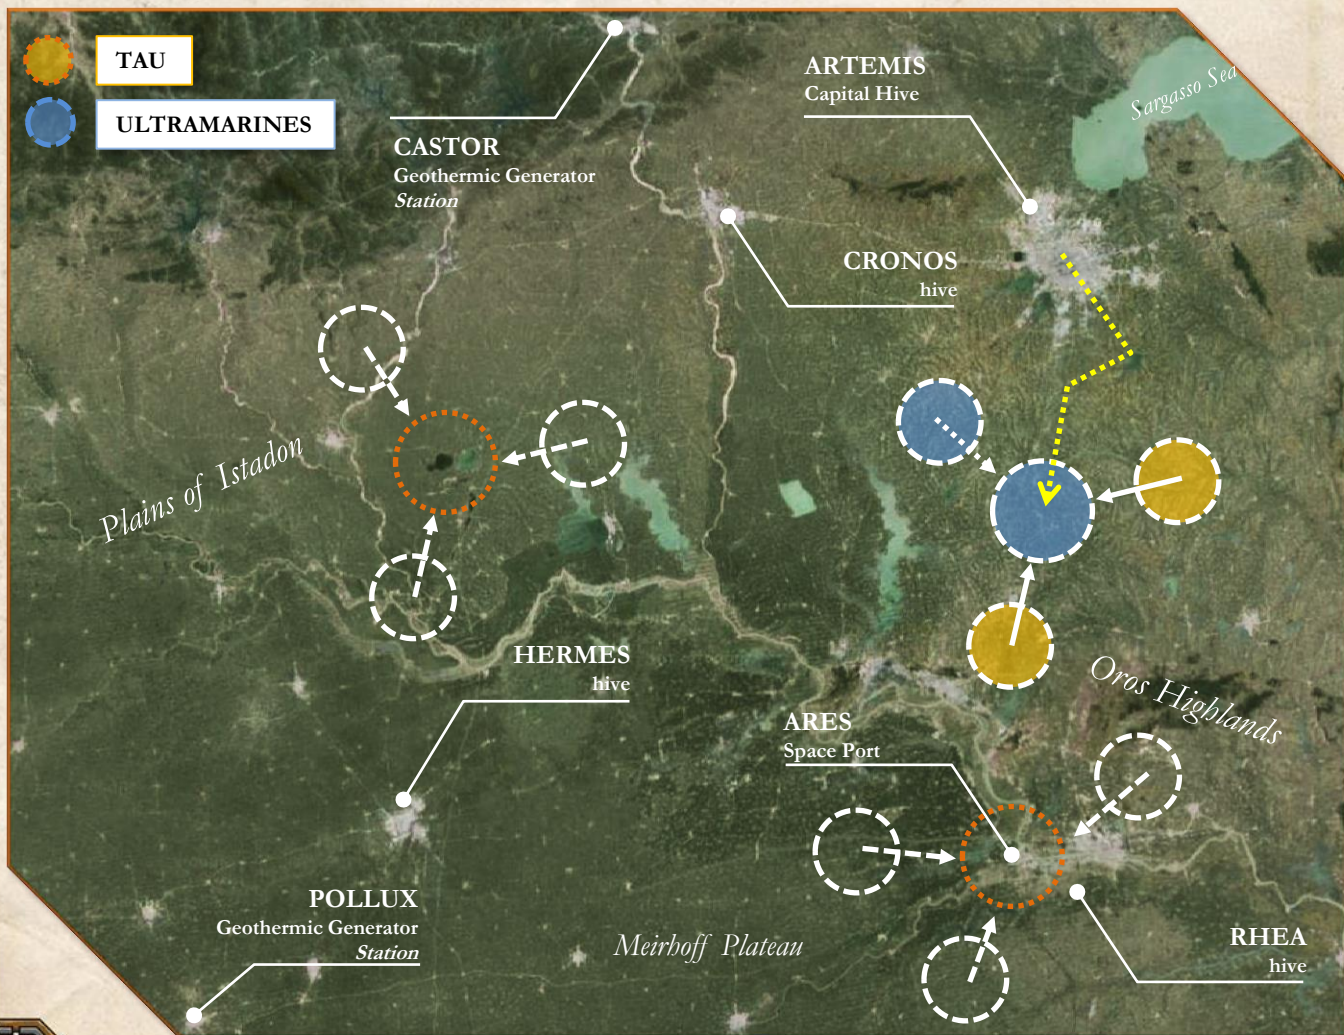 TAU
ULTRAMARINES
CASTOR
Geothermic Generator
Station
ARTEMIS
Capital Hive
Sargasso Sea
CRONOS
hive
Plains of Istadon
HERMES
hive
Oros Highlands
ARES
Space Port
POLLUX
Geothermic Generator
Station
Meirhoff Plateau
RHEA
hive